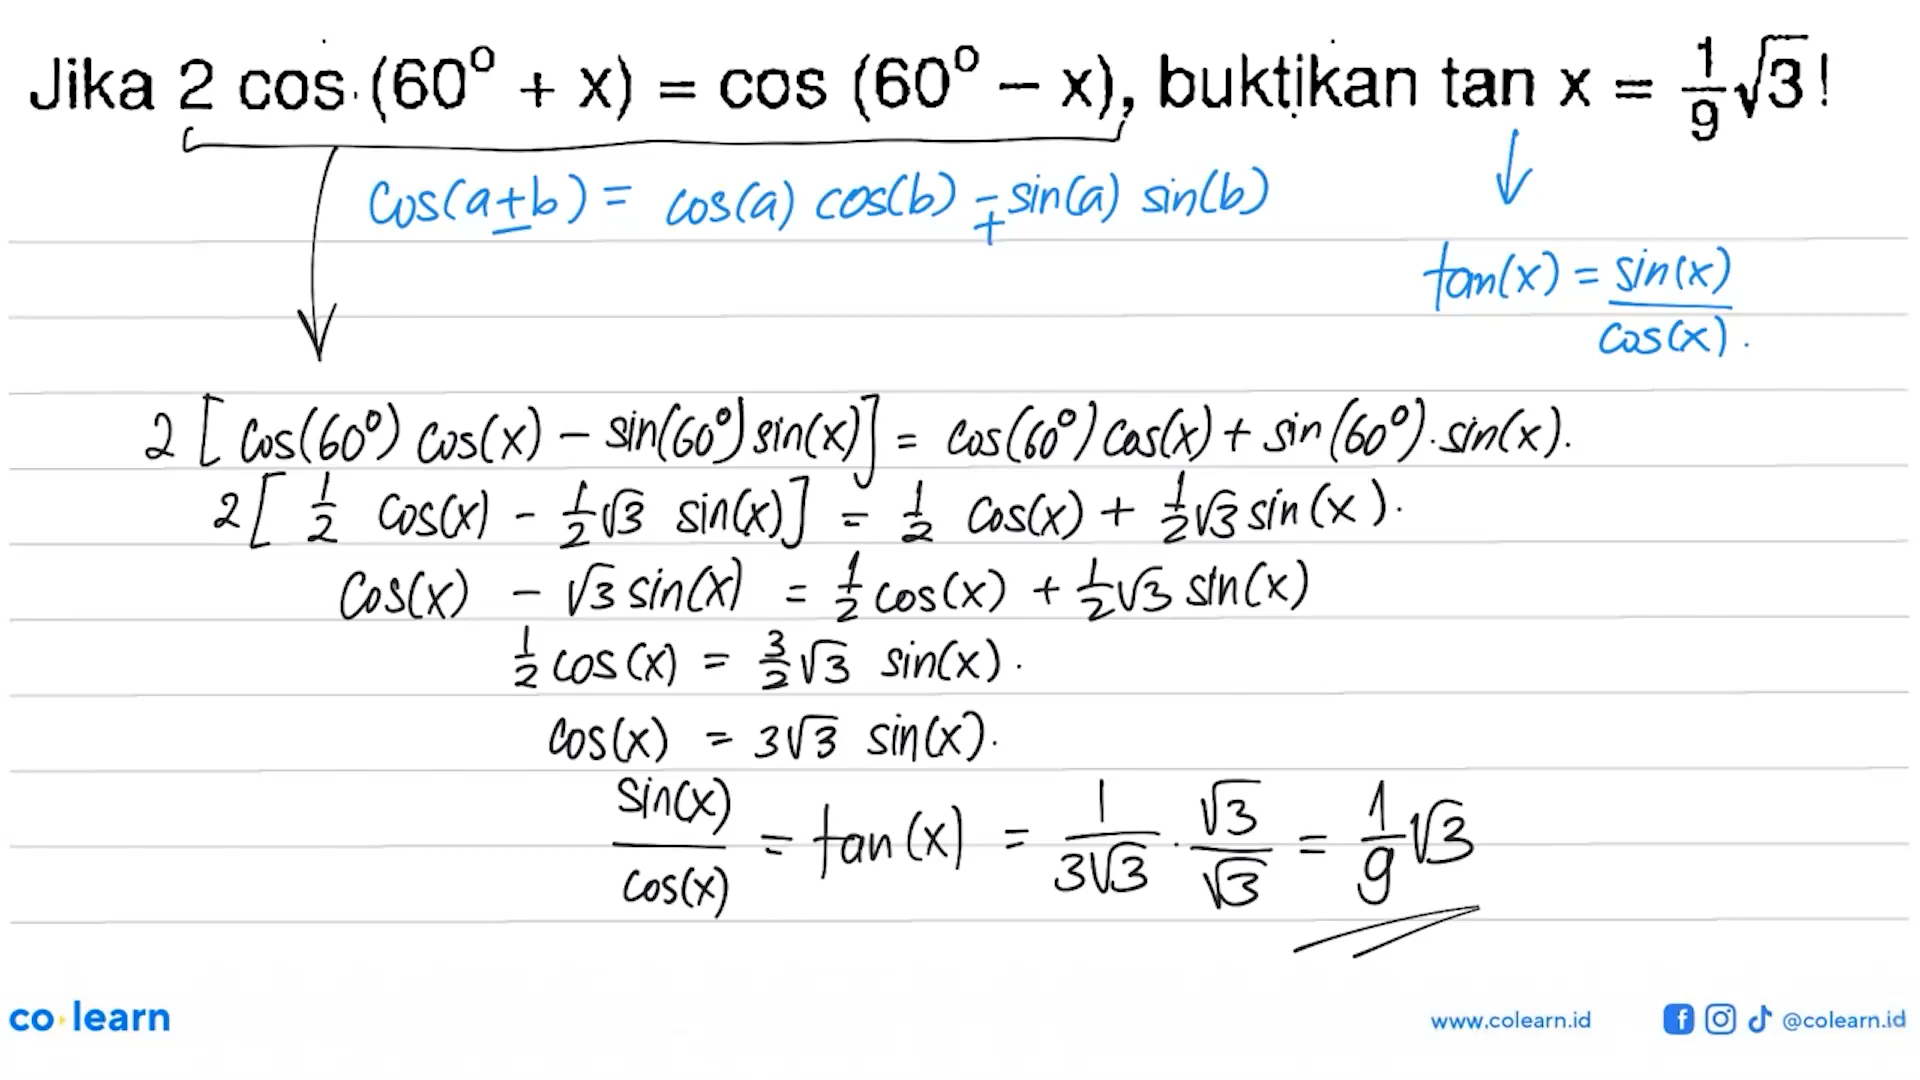 Jika 2 cos (60° + x) = cos (60° − x), buktikan tan x = 1/9 √3 !
cos(a±b) = cos(a) cos(b) ∓ sin(a) sin(b)
tan(x) = sin(x)/cos(x).
2 [cos(60°) cos(x) − sin(60°) sin(x)] = cos(60°) cos(x) + sin(60°).sin(x).
2 [1/2 cos(x) − 1/2 √3 sin(x)] = 1/2 cos(x) + 1/2 √3 sin(x).
cos(x) − √3 sin(x) = 1/2 cos(x) + 1/2 √3 sin(x)
1/2 cos(x) = 3/2 √3 sin(x).
cos(x) = 3√3 sin(x).
sin(x)/cos(x) = tan(x) = 1/3√3 · √3/√3 = 1/9 √3
co learn
www.colearn.id
@colearn.id